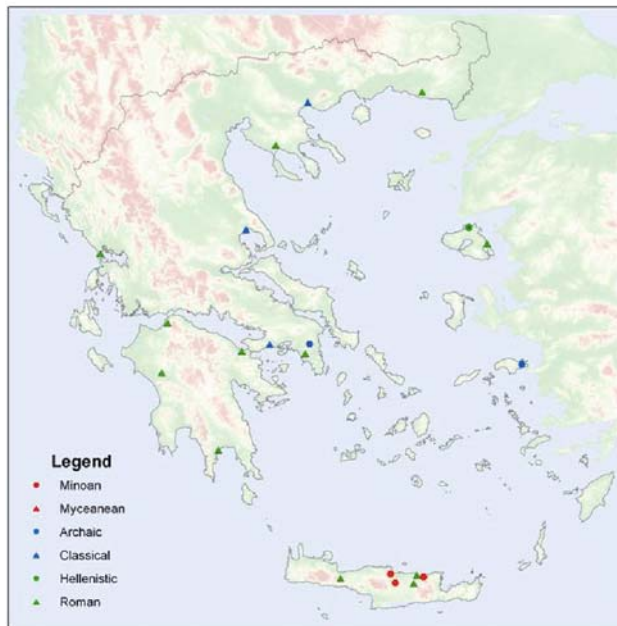 Legend
Minoan
Myceanean
Archaic
Classical
Hellenistic
Roman